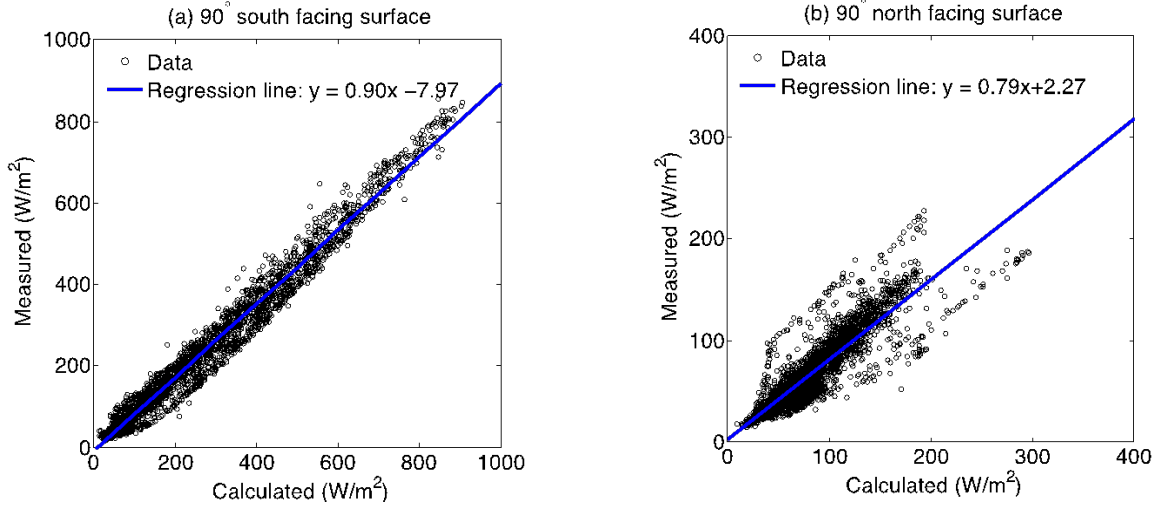 (a) 90° south facing surface
1000
800
600
400
200
0
0 200 400 600 800 1000
Measured (W/m²)
Calculated (W/m²)
Data
Regression line: y = 0.90x −7.97
(b) 90° north facing surface
400
300
200
100
0
0 100 200 300 400
Measured (W/m²)
Calculated (W/m²)
Data
Regression line: y = 0.79x+2.27